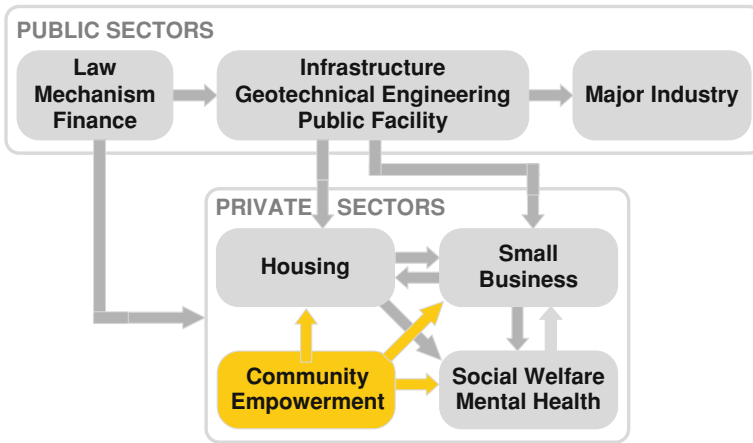 PUBLIC SECTORS
Law
Mechanism
Finance
Infrastructure
Geotechnical Engineering
Public Facility
Major Industry
PRIVATE SECTORS
Housing
Small
Business
Community
Empowerment
Social Welfare
Mental Health